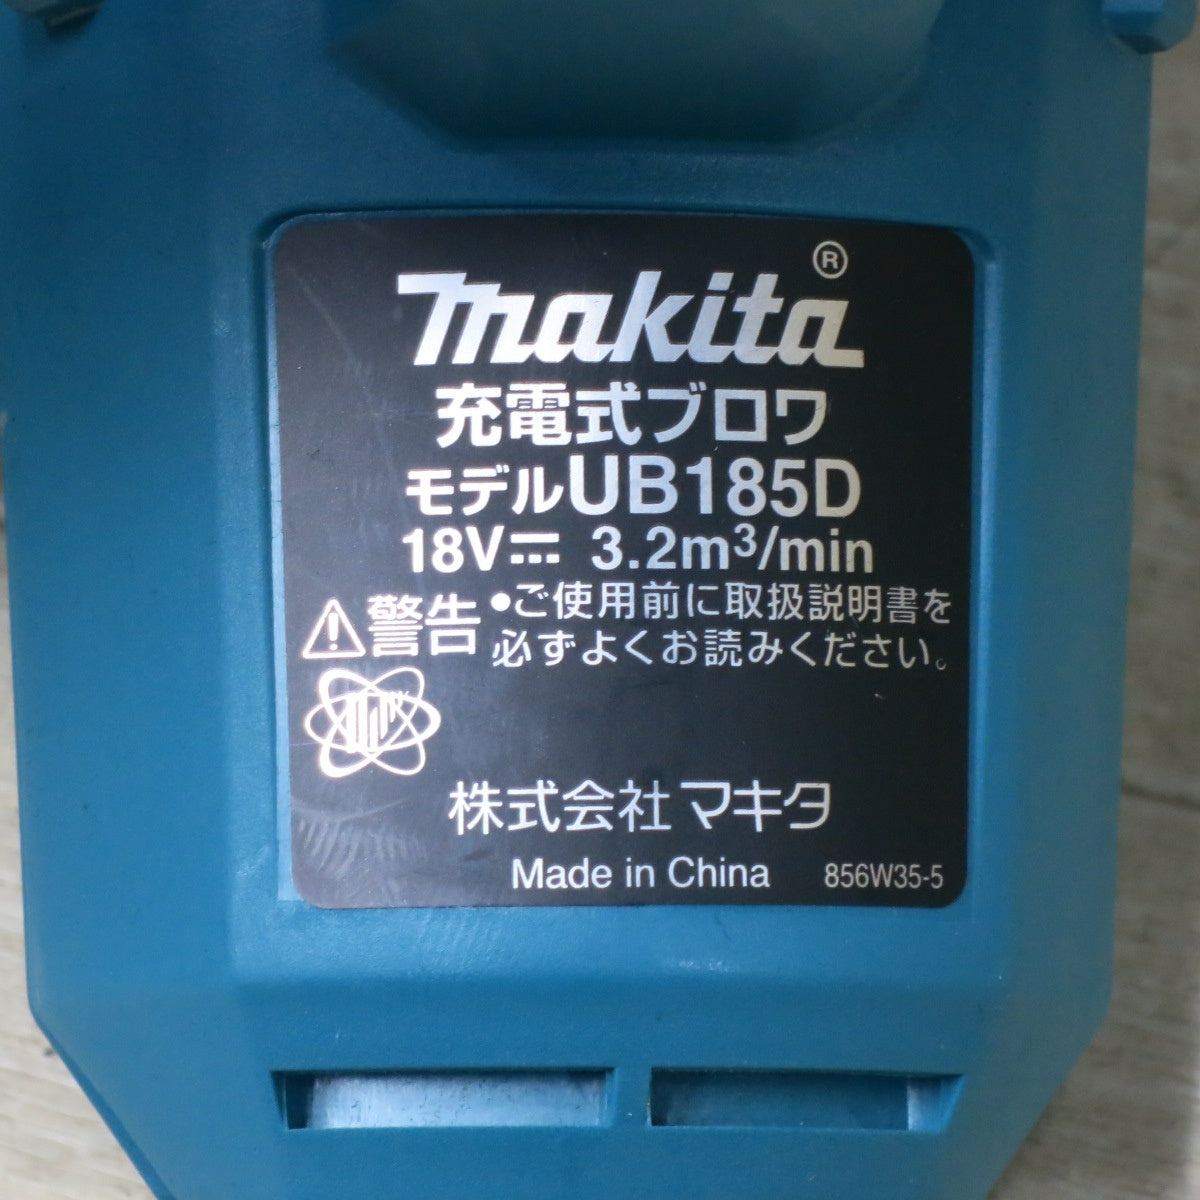 makita®
充電式ブロワ
モデルUB185D
18V⎓ 3.2m³/min
⚠警告 •ご使用前に取扱説明書を
必ずよくお読みください。
株式会社マキタ
Made in China 856W35-5